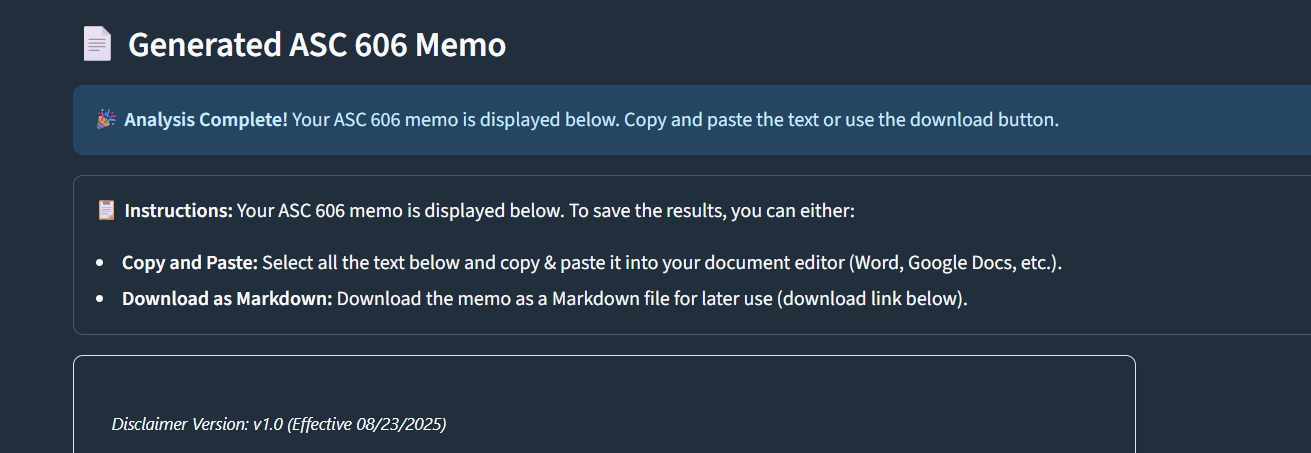 Generated ASC 606 Memo
Analysis Complete! Your ASC 606 memo is displayed below. Copy and paste the text or use the download button.
Instructions: Your ASC 606 memo is displayed below. To save the results, you can either:
• Copy and Paste: Select all the text below and copy & paste it into your document editor (Word, Google Docs, etc.).
• Download as Markdown: Download the memo as a Markdown file for later use (download link below).
Disclaimer Version: v1.0 (Effective 08/23/2025)